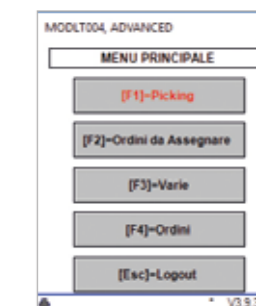 MODLT004, ADVANCED
MENU PRINCIPALE
[F1]=Picking
[F2]=Ordini da Assegnare
[F3]=Varie
[F4]=Ordini
[Esc]=Logout